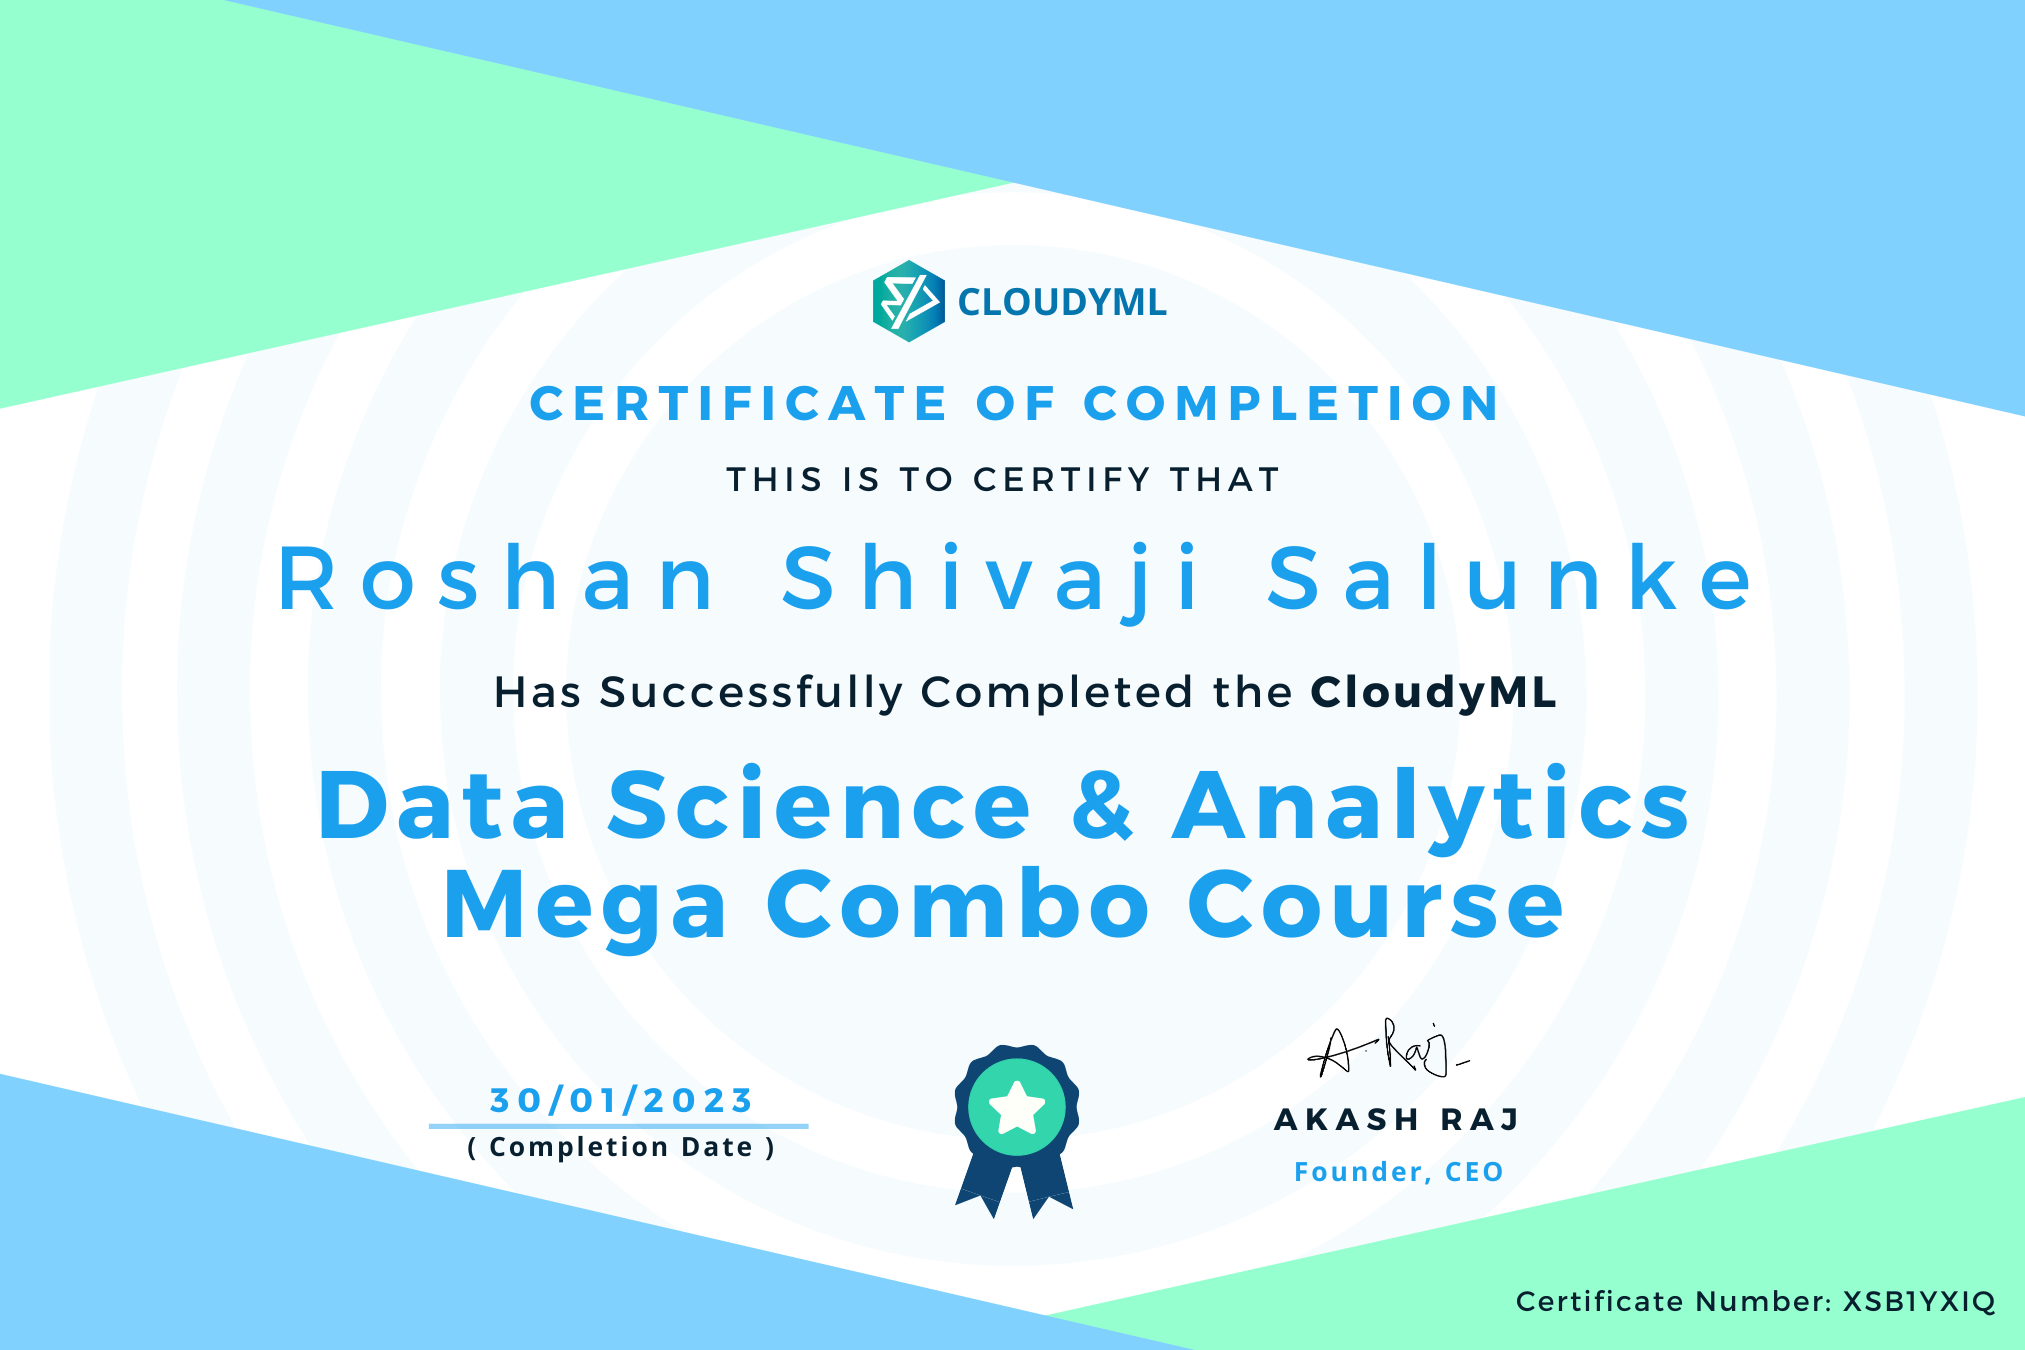 CLOUDYML
CERTIFICATE OF COMPLETION
THIS IS TO CERTIFY THAT
Roshan Shivaji Salunke
Has Successfully Completed the CloudyML
Data Science & Analytics
Mega Combo Course
A. Raj
30/01/2023
( Completion Date )
AKASH RAJ
Founder, CEO
Certificate Number: XSB1YXIQ